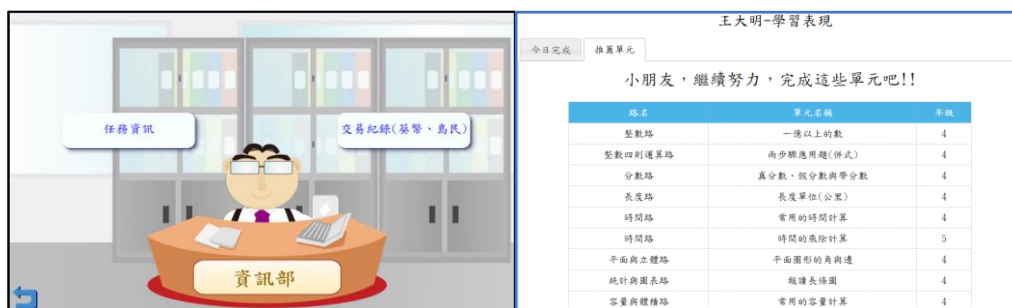 任務資訊
交易紀錄(葵幣、島民)
資訊部
王大明-學習表現
今日完成 推薦單元
小朋友，繼續努力，完成這些單元吧!!
路名 單元名稱 年級
整數路 一億以上的數 4
整數四則運算路 兩步驟應用題(併式) 4
分數路 真分數、假分數與帶分數 4
長度路 長度單位(公里) 4
時間路 常用的時間計算 4
時間路 時間的乘除計算 5
平面與立體路 平面圖形的角與邊 4
統計與圖表路 報讀長條圖 4
容量與體積路 常用的容量計算 4